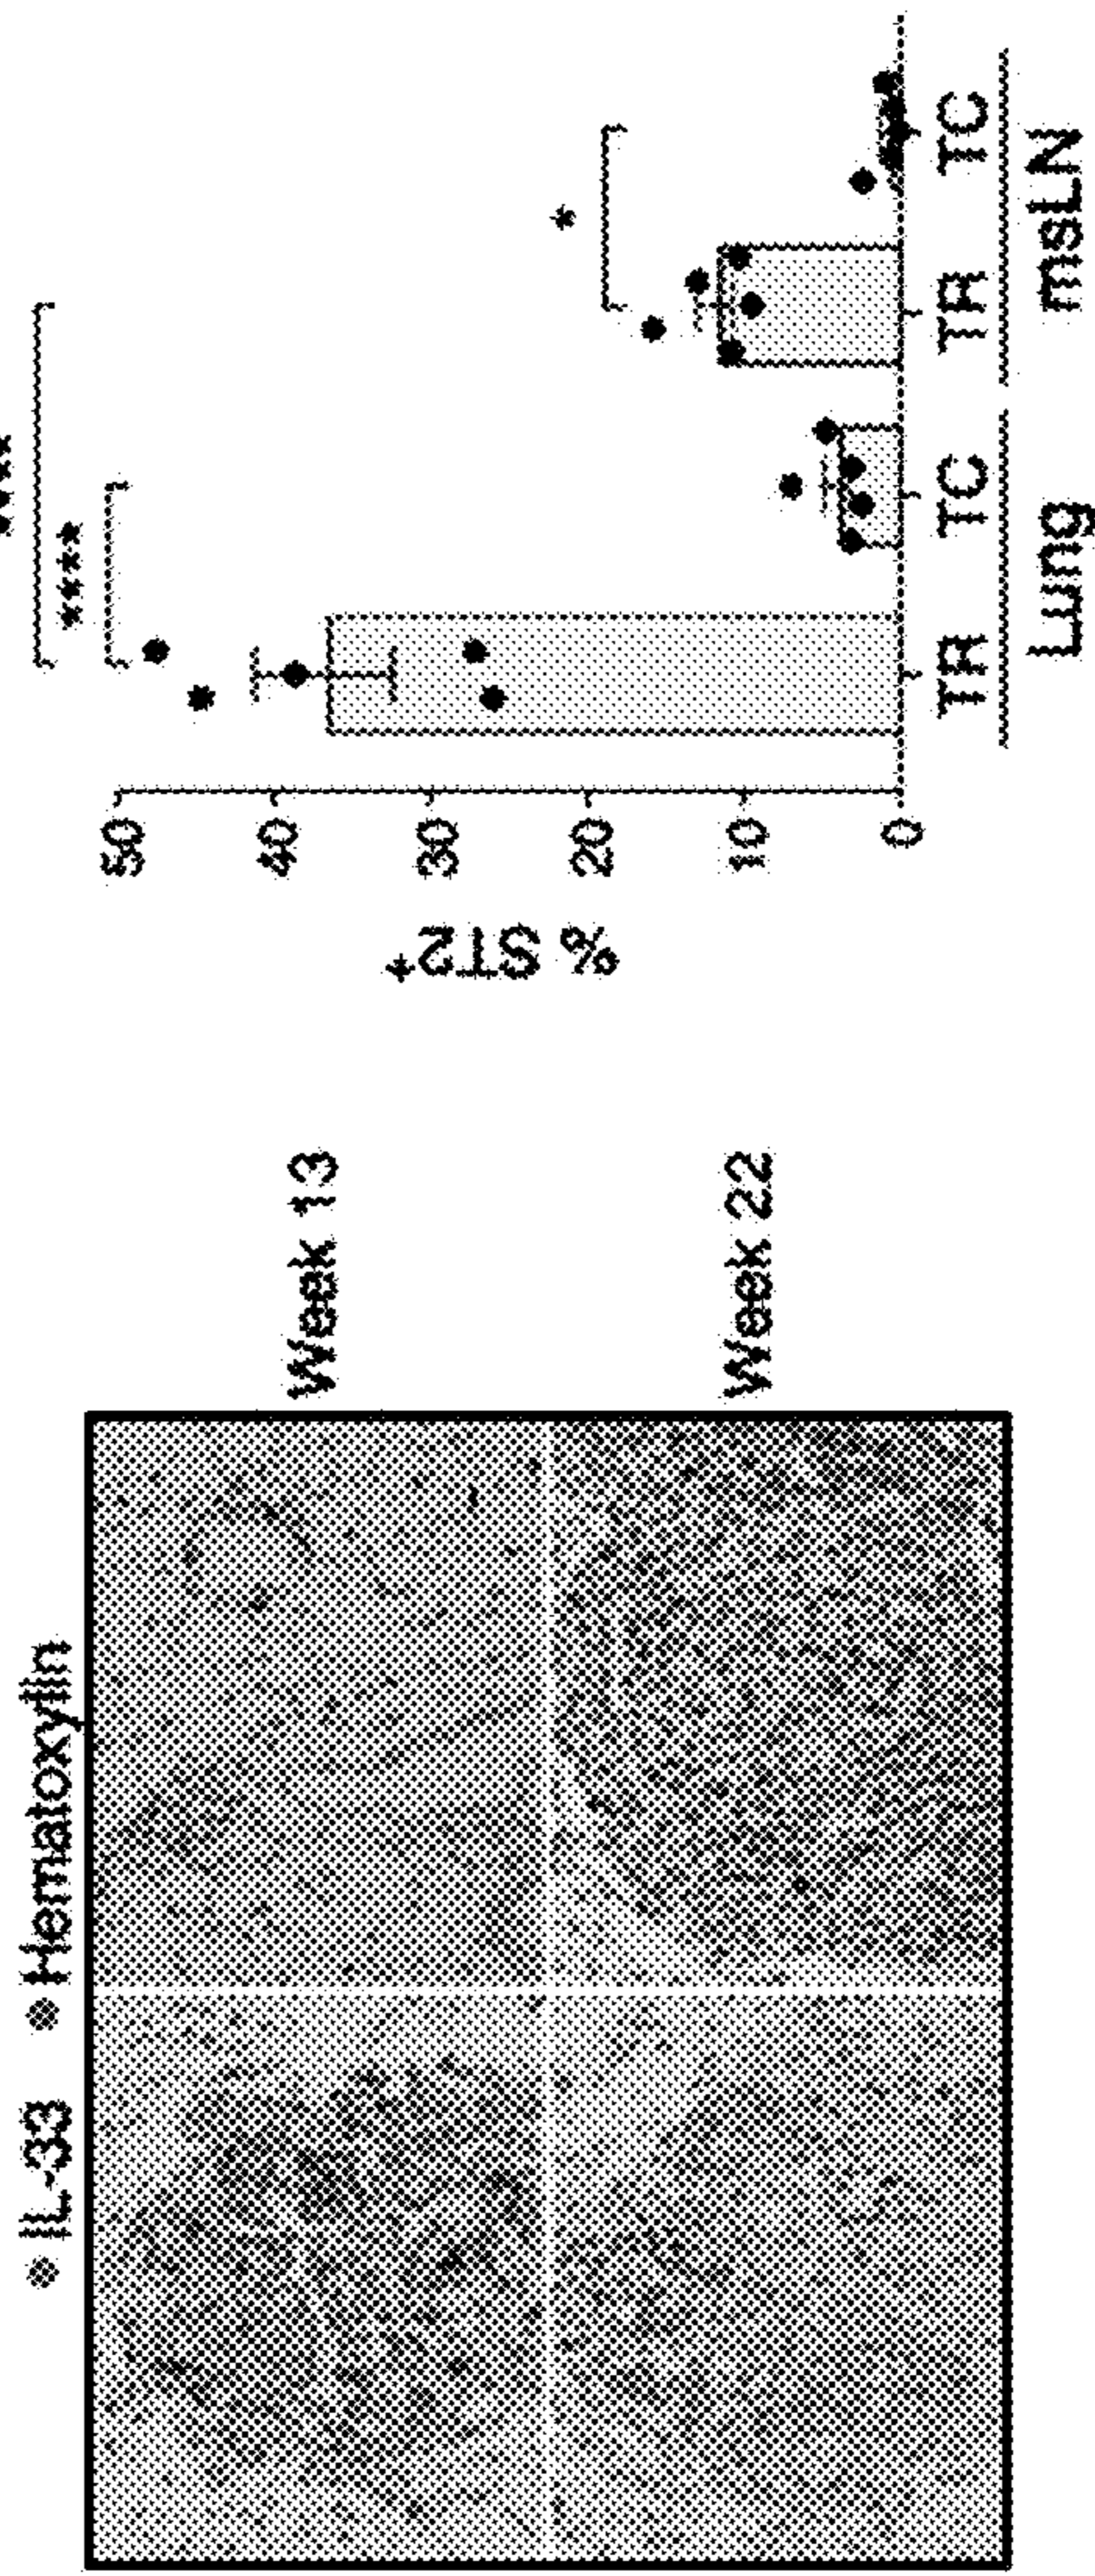 IL-33 Hematoxylin
Week 13
Week 22
****
*
% ST2+
50
40
30
20
10
0
TR TC TR TC
Lung msLN